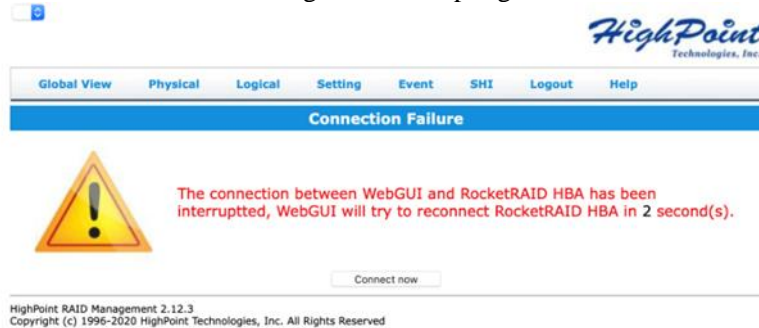 HighPoint
Technologies, Inc.
Global View Physical Logical Setting Event SHI Logout Help
Connection Failure
The connection between WebGUI and RocketRAID HBA has been
interruptted, WebGUI will try to reconnect RocketRAID HBA in 2 second(s).
Connect now
HighPoint RAID Management 2.12.3
Copyright (c) 1996-2020 HighPoint Technologies, Inc. All Rights Reserved